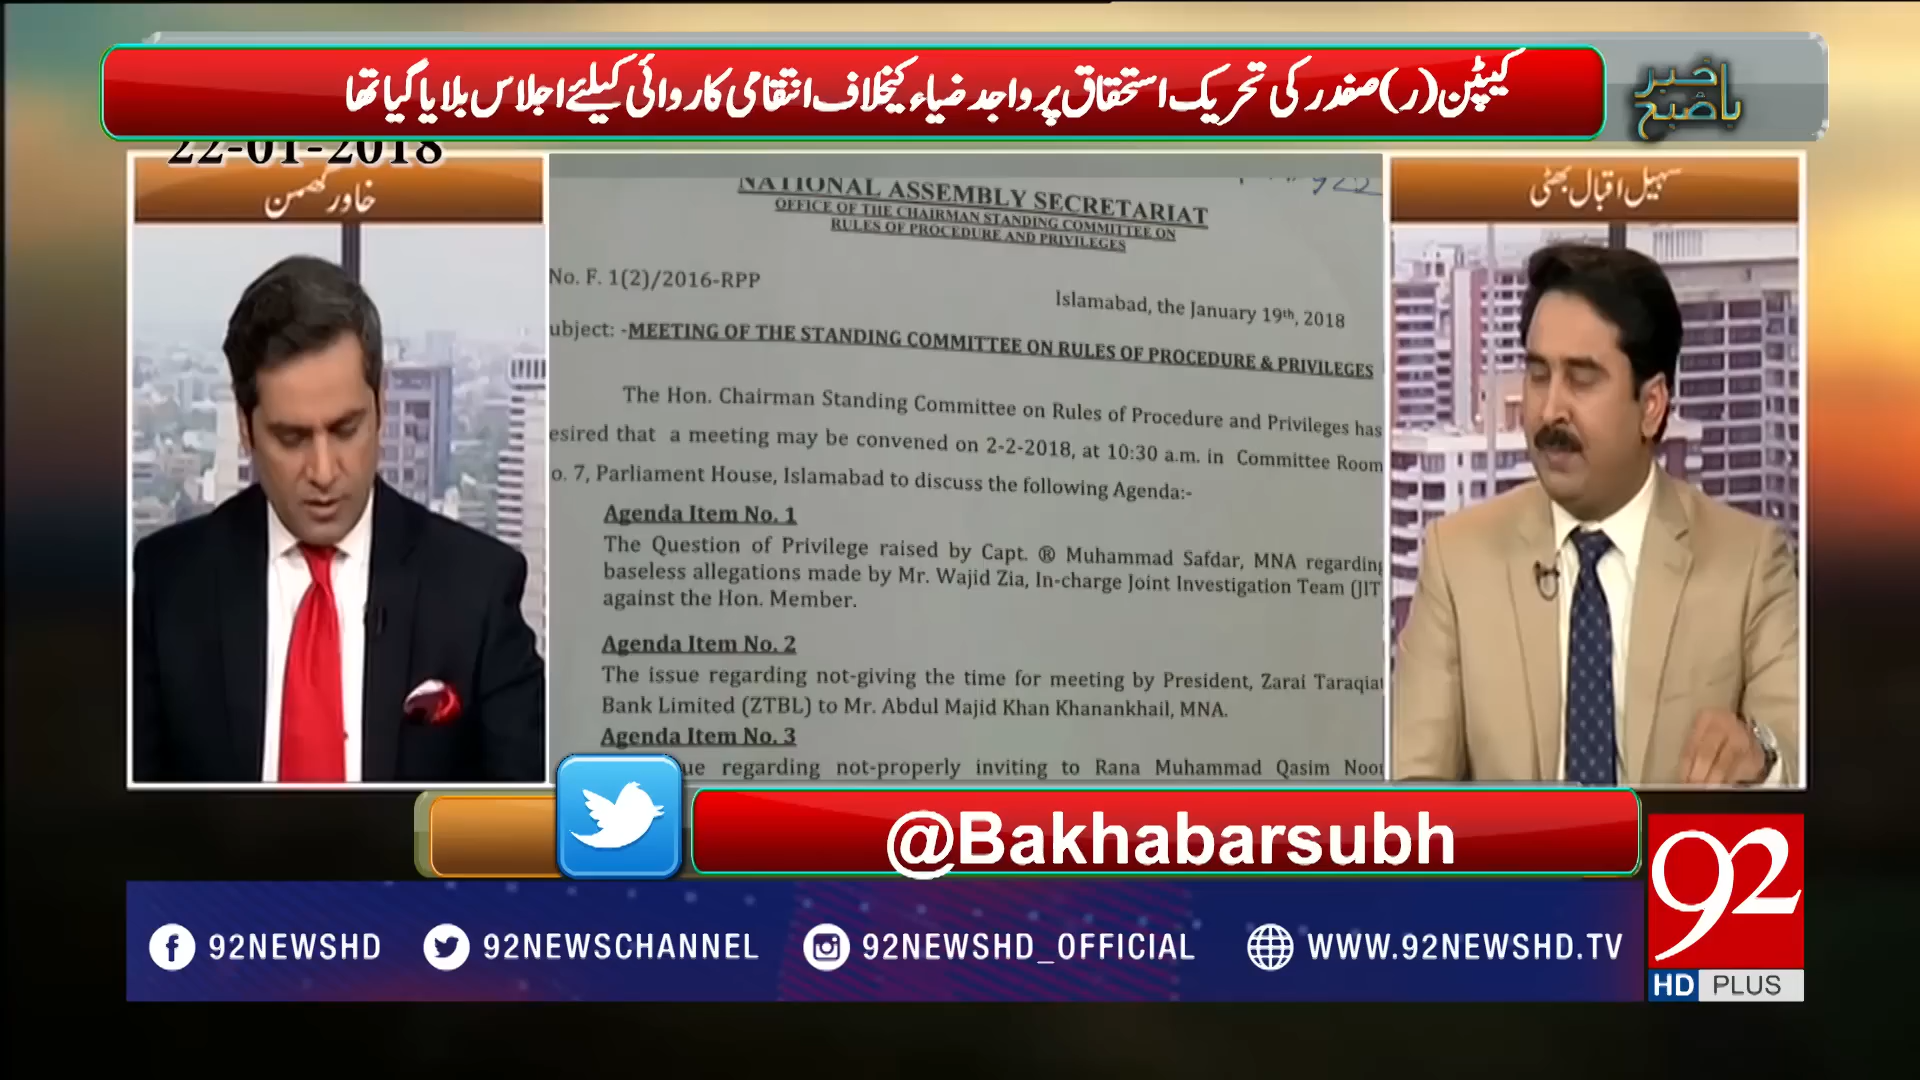 کیپٹن(ر)صفدر کی تحریک استحقاق پر واجد ضیاء کیخلاف انتقامی کاروائی کیلئے اجلاس بلایا گیا تھا
باخبر صبح
22-01-2018
خاور گھمن
سہیل اقبال بھٹی
NATIONAL ASSEMBLY SECRETARIAT
OFFICE OF THE CHAIRMAN STANDING COMMITTEE ON
RULES OF PROCEDURE AND PRIVILEGES
No. F. 1(2)/2016-RPP
Islamabad, the January 19th, 2018
ubject: -MEETING OF THE STANDING COMMITTEE ON RULES OF PROCEDURE & PRIVILEGES
The Hon. Chairman Standing Committee on Rules of Procedure and Privileges has
esired that a meeting may be convened on 2-2-2018, at 10:30 a.m. in Committee Room
o. 7, Parliament House, Islamabad to discuss the following Agenda:-
Agenda Item No. 1
The Question of Privilege raised by Capt. ® Muhammad Safdar, MNA regarding
baseless allegations made by Mr. Wajid Zia, In-charge Joint Investigation Team (JIT
against the Hon. Member.
Agenda Item No. 2
The issue regarding not-giving the time for meeting by President, Zarai Taraqiat
Bank Limited (ZTBL) to Mr. Abdul Majid Khan Khanankhail, MNA.
Agenda Item No. 3
ue regarding not-properly inviting to Rana Muhammad Qasim Noon
@Bakhabarsubh
92NEWSHD
92NEWSCHANNEL
92NEWSHD_OFFICIAL
WWW.92NEWSHD.TV
92
HD PLUS